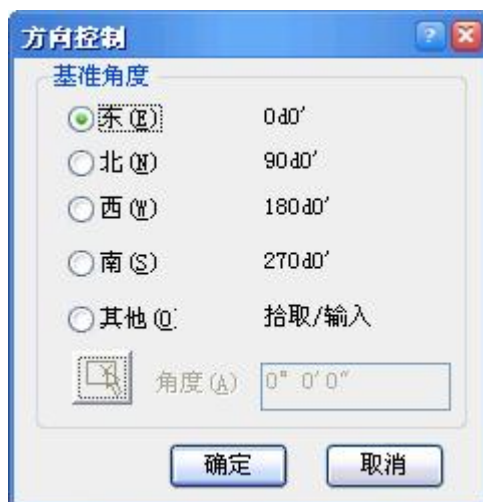 方向控制
基准角度
东(E) 0d0′
北(N) 90d0′
西(W) 180d0′
南(S) 270d0′
其他(O) 拾取/输入
角度(A) 0° 0′0″
确定 取消